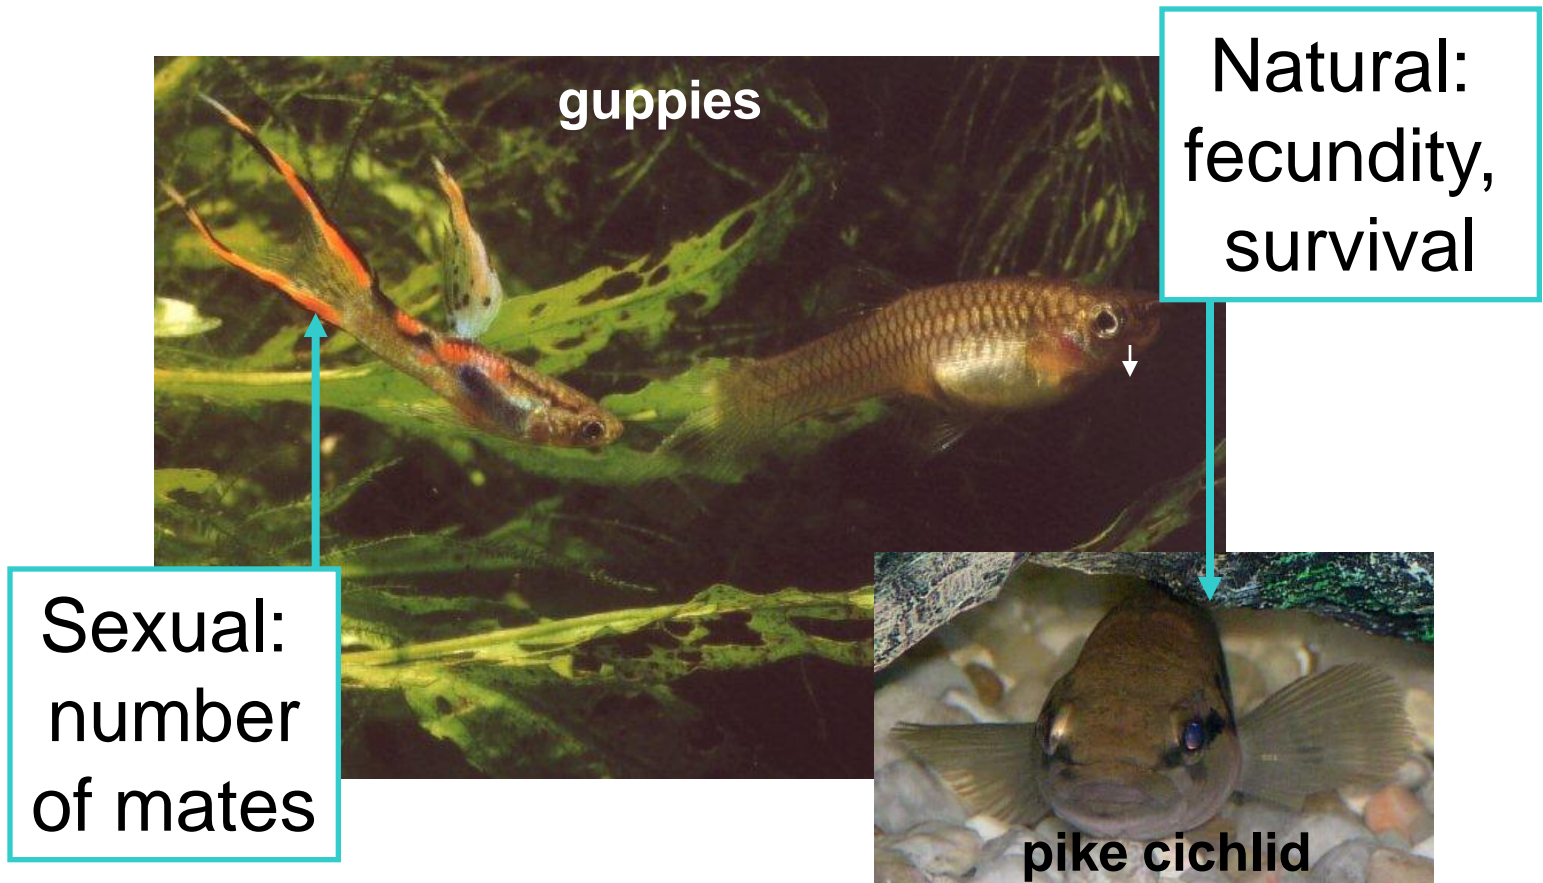 guppies
Natural:
fecundity,
survival
Sexual:
number
of mates
pike cichlid